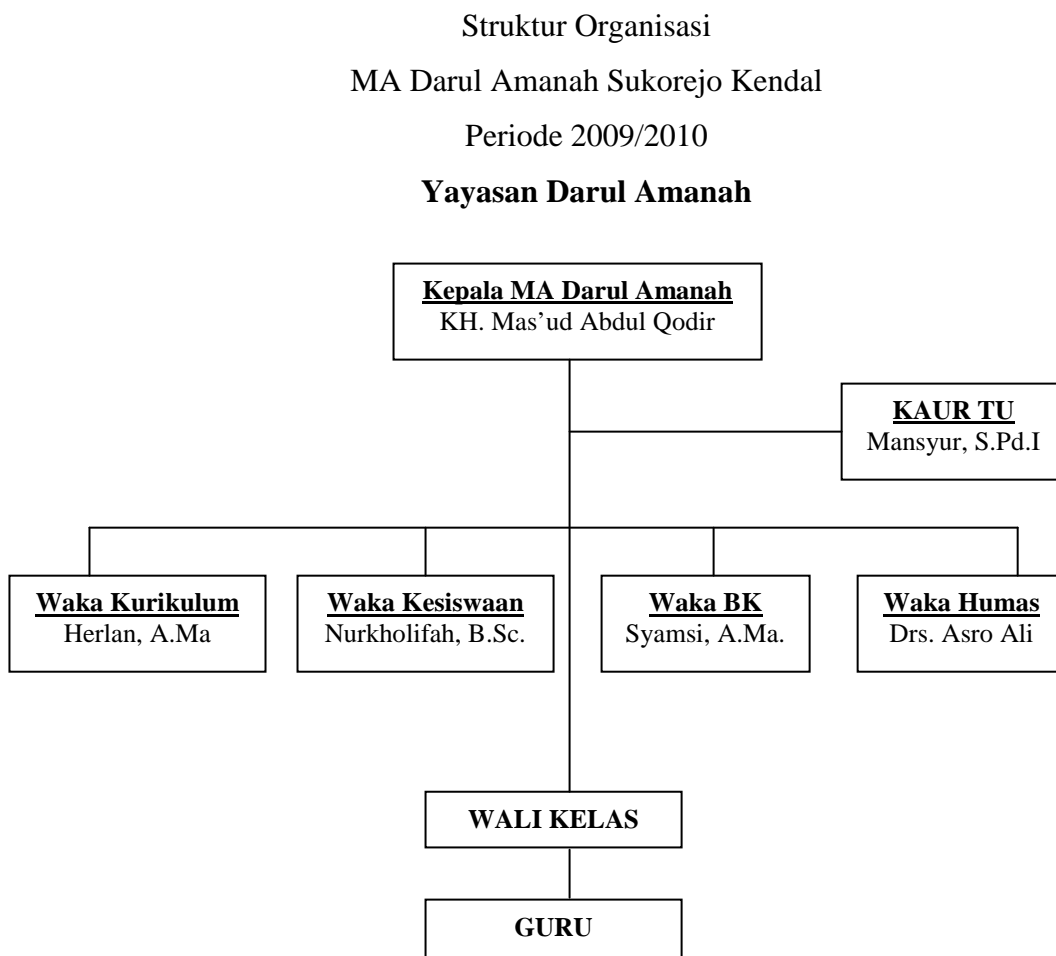 Struktur Organisasi
MA Darul Amanah Sukorejo Kendal
Periode 2009/2010
Yayasan Darul Amanah
Kepala MA Darul Amanah
KH. Mas’ud Abdul Qodir
KAUR TU
Mansyur, S.Pd.I
Waka Kurikulum
Herlan, A.Ma
Waka Kesiswaan
Nurkholifah, B.Sc.
Waka BK
Syamsi, A.Ma.
Waka Humas
Drs. Asro Ali
WALI KELAS
GURU